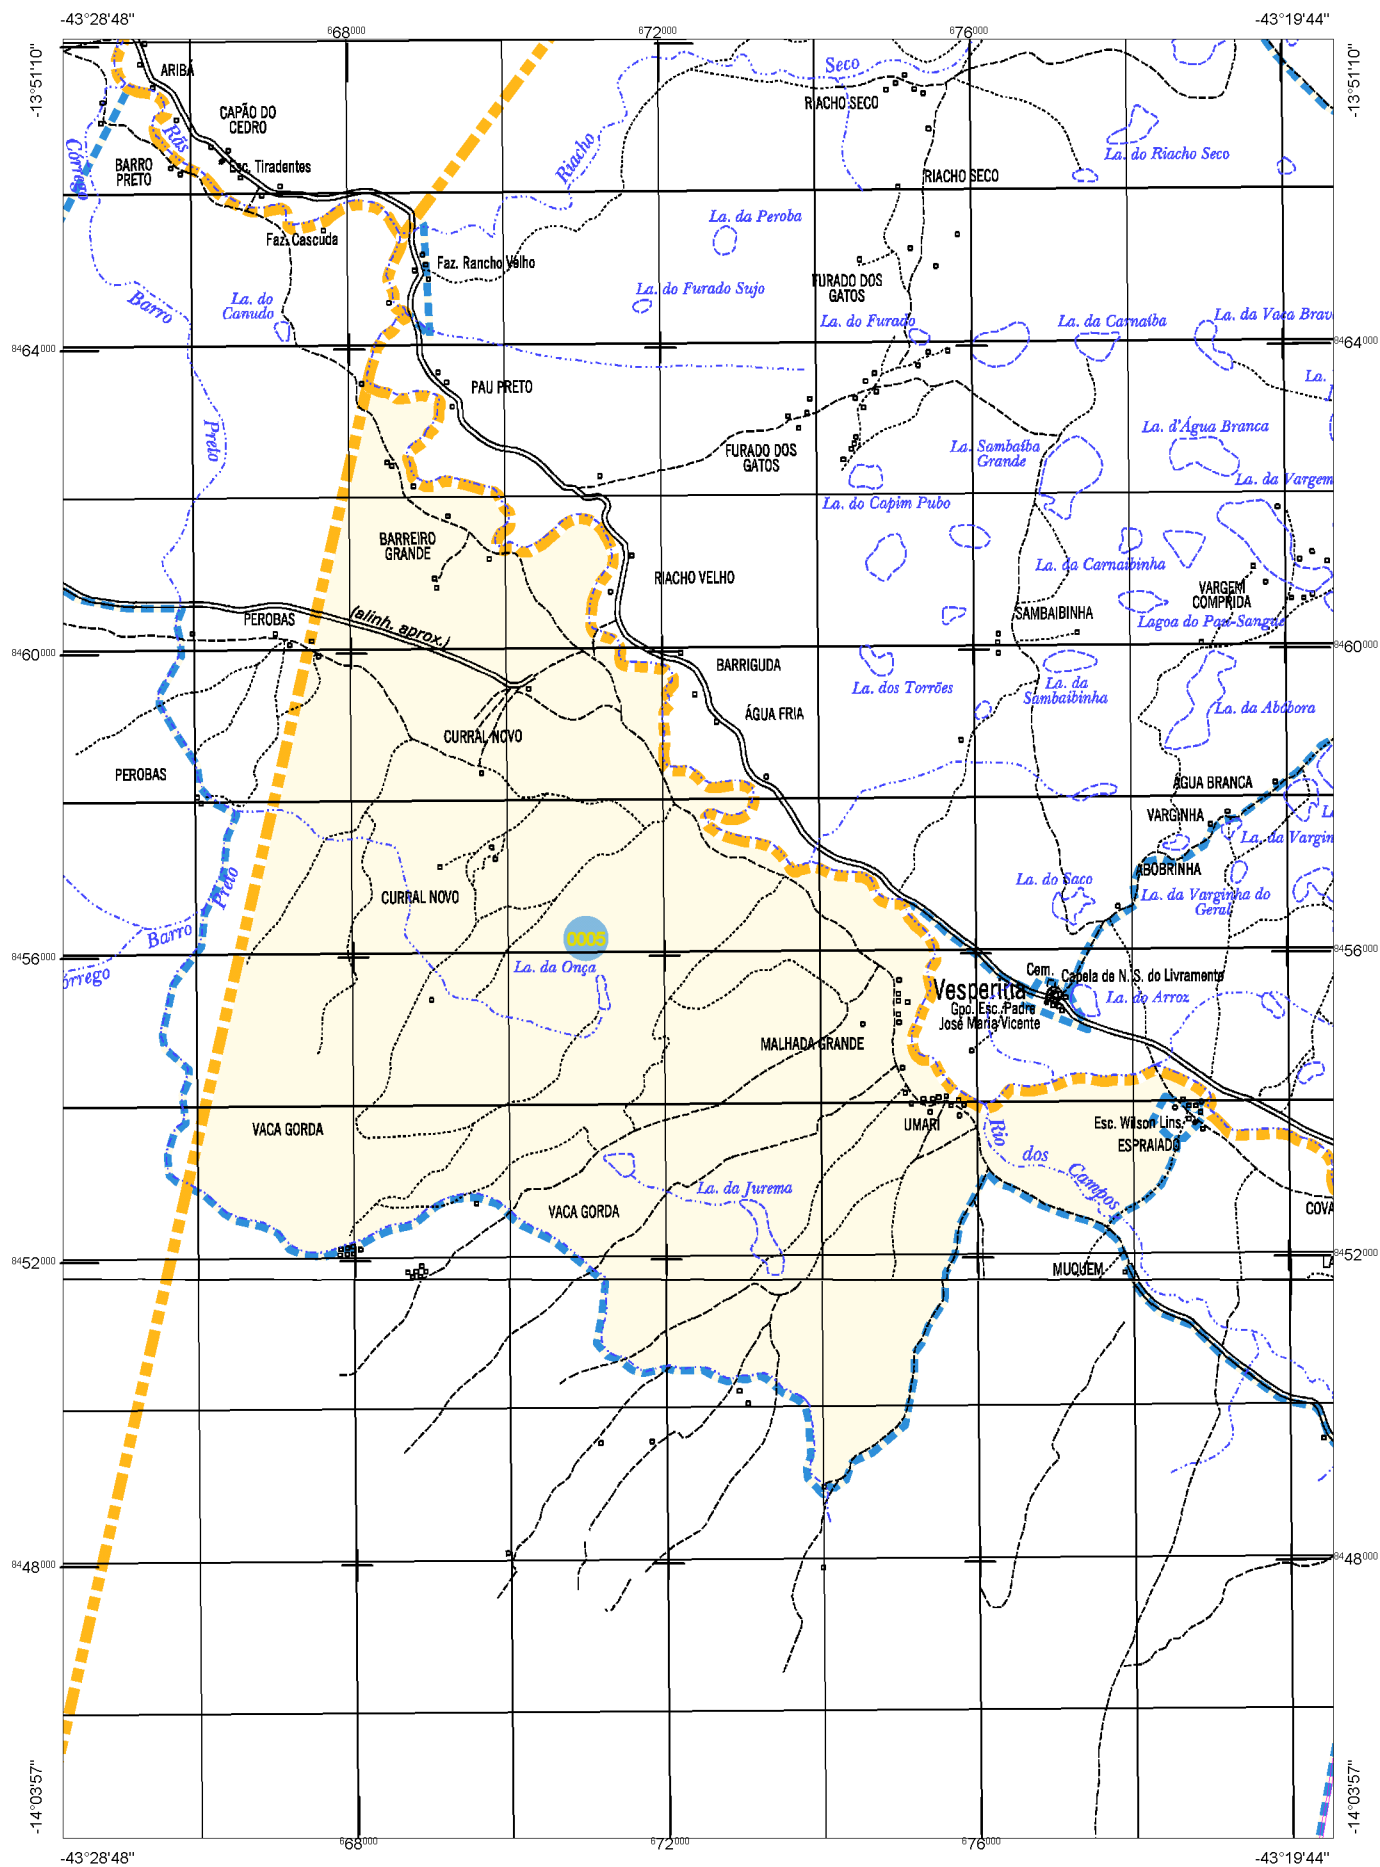 -43°28'48"
668000
672000
676000
-43°19'44"
-13°51'10"
-13°51'10"
ARIBÁ
Seco
RIACHO SECO
CAPÃO DO
CEDRO
Rãs
Riacho
Córrego
BARRO
PRETO
Esc. Tiradentes
La. do Riacho Seco
RIACHO SECO
La. da Peroba
Faz. Cascuda
Faz. Rancho Velho
Barro
La. do
Canudo
La. do Furado Sujo
FURADO DOS
GATOS
La. do Furado
La. da Carnaíba
La. da Vaca Brav
8464000
8464000
PAU PRETO
La.
Preto
FURADO DOS
GATOS
La. Sambaíba
Grande
La. d'Água Branca
La. da Vargem
La. do Capim Pubo
BARREIRO
GRANDE
RIACHO VELHO
La. da Carnaibinha
VARGEM
COMPRIDA
PEROBAS
(alinh. aprox.)
SAMBAIBINHA
Lagoa do Pau-Sangue
8460000
8460000
BARRIGUDA
La. dos Torrões
La. da
Sambaibinha
ÁGUA FRIA
La. da Abóbora
CURRAL NOVO
PEROBAS
ÁGUA BRANCA
VARGINHA
La. da Vargin
ABOBRINHA
Preto
CURRAL NOVO
La. do Saco
La. da Varginha do
Geral
Barro
0005
8456000
8456000
La. da Onça
Córrego
Cem.
Capela de N. S. do Livramento
Vesperina
La. do Arroz
Gpo. Esc. Padre
José Maria Vicente
MALHADA GRANDE
VACA GORDA
UMARI
Rio
dos
Campos
Esc. Wilson Lins
ESPRAIADO
La. da Jurema
VACA GORDA
COVA
8452000
8452000
MUQUEM
LA
8448000
8448000
-14°03'57"
-14°03'57"
-43°28'48"
668000
672000
676000
-43°19'44"